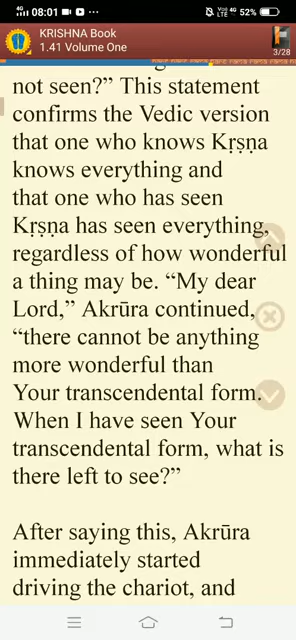 4G 08:01
Vo) 4G LTE 52%
KRISHNA Book
1.41 Volume One
3/28
not seen?” This statement
confirms the Vedic version
that one who knows Kṛṣṇa
knows everything and
that one who has seen
Kṛṣṇa has seen everything,
regardless of how wonderful
a thing may be. “My dear
Lord,” Akrūra continued,
“there cannot be anything
more wonderful than
Your transcendental form.
When I have seen Your
transcendental form, what is
there left to see?”
After saying this, Akrūra
immediately started
driving the chariot, and